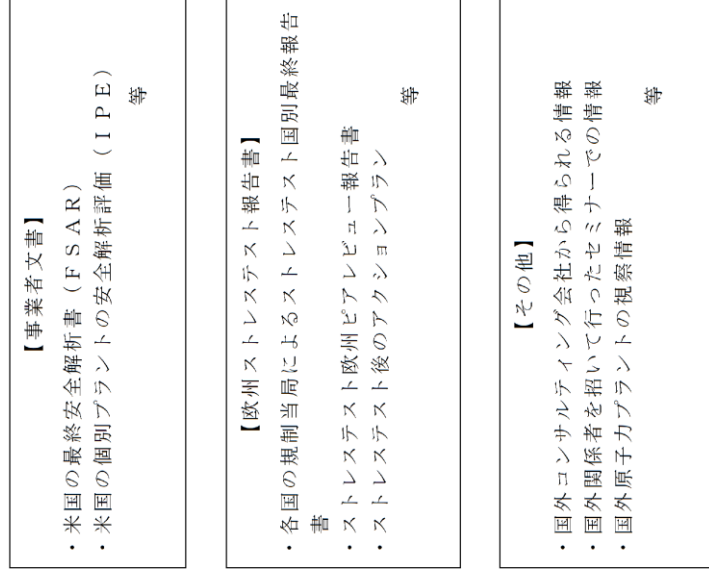 【事業者文書】
・米国の最終安全解析書（ＦＳＡＲ）
・米国の個別プラントの安全解析評価（ＩＰＥ）
等
【欧州ストレステスト報告書】
・各国の規制当局によるストレステスト国別最終報告
書
・ストレステスト欧州ピアレビュー報告書
・ストレステスト後のアクションプラン
等
【その他】
・国外コンサルティング会社から得られる情報
・国外関係者を招いて行ったセミナーでの情報
・国外原子力プラントの視察情報
等